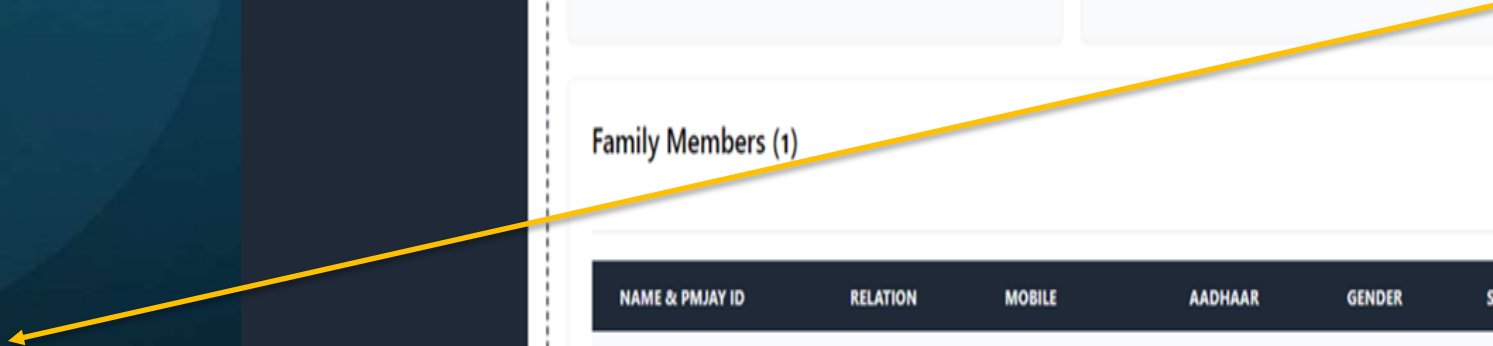 Family Members (1)
NAME & PMJAY ID RELATION MOBILE AADHAAR GENDER S